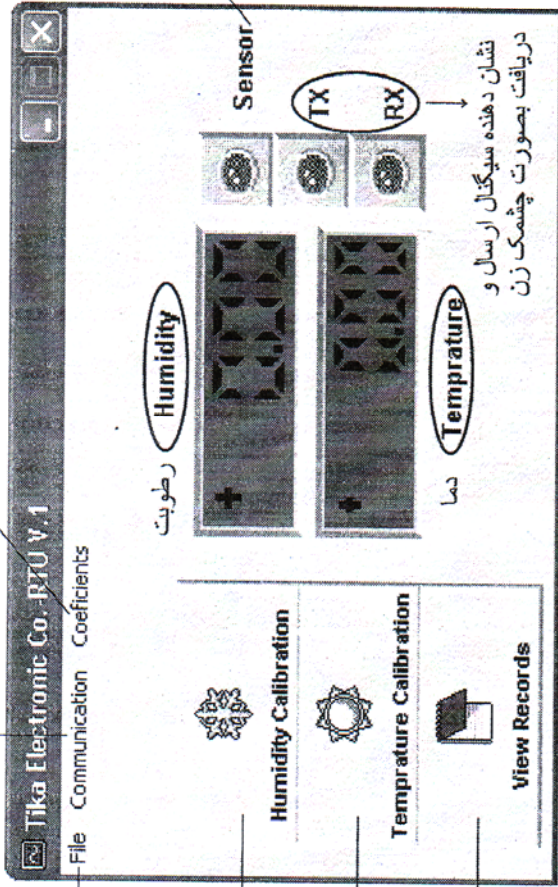 Tika Electronic Co. -RTU V.1
File Communication Coeficients
Humidity Calibration
Temprature Calibration
View Records
رطوبت
Humidity
دما
Temprature
Sensor
TX
RX
نشان دهنده سیگنال ارسال و
دریافت بصورت چشمک زن